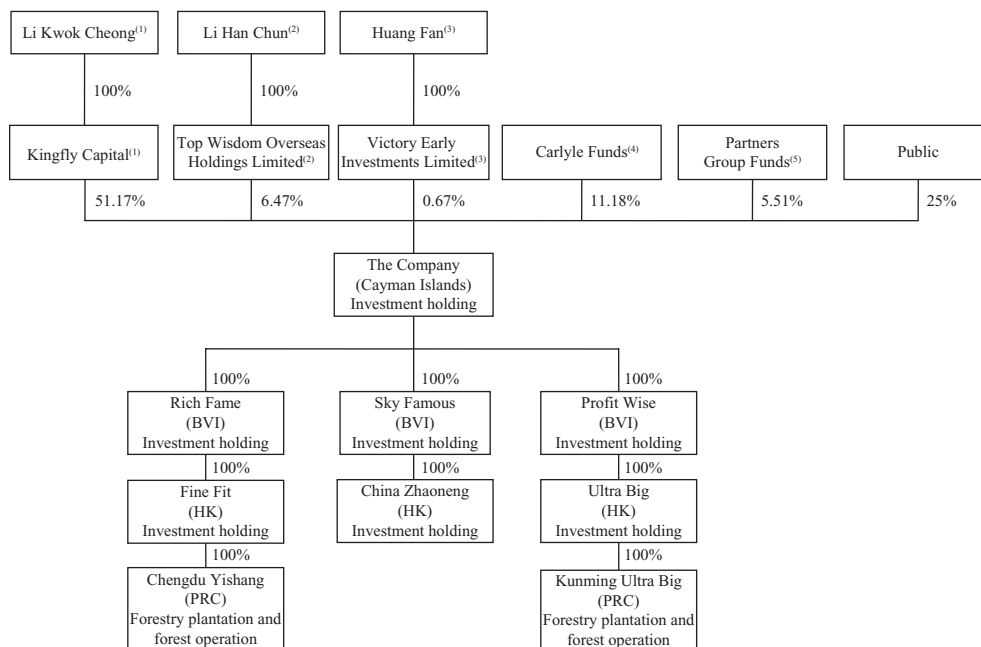 Li Kwok Cheong(1)
Li Han Chun(2)
Huang Fan(3)
100%
100%
100%
Kingfly Capital(1)
Top Wisdom Overseas
Holdings Limited(2)
Victory Early
Investments Limited(3)
Carlyle Funds(4)
Partners
Group Funds(5)
Public
51.17%
6.47%
0.67%
11.18%
5.51%
25%
The Company
(Cayman Islands)
Investment holding
100%
100%
100%
Rich Fame
(BVI)
Investment holding
Sky Famous
(BVI)
Investment holding
Profit Wise
(BVI)
Investment holding
100%
100%
100%
Fine Fit
(HK)
Investment holding
China Zhaoneng
(HK)
Investment holding
Ultra Big
(HK)
Investment holding
100%
100%
Chengdu Yishang
(PRC)
Forestry plantation and
forest operation
Kunming Ultra Big
(PRC)
Forestry plantation and
forest operation